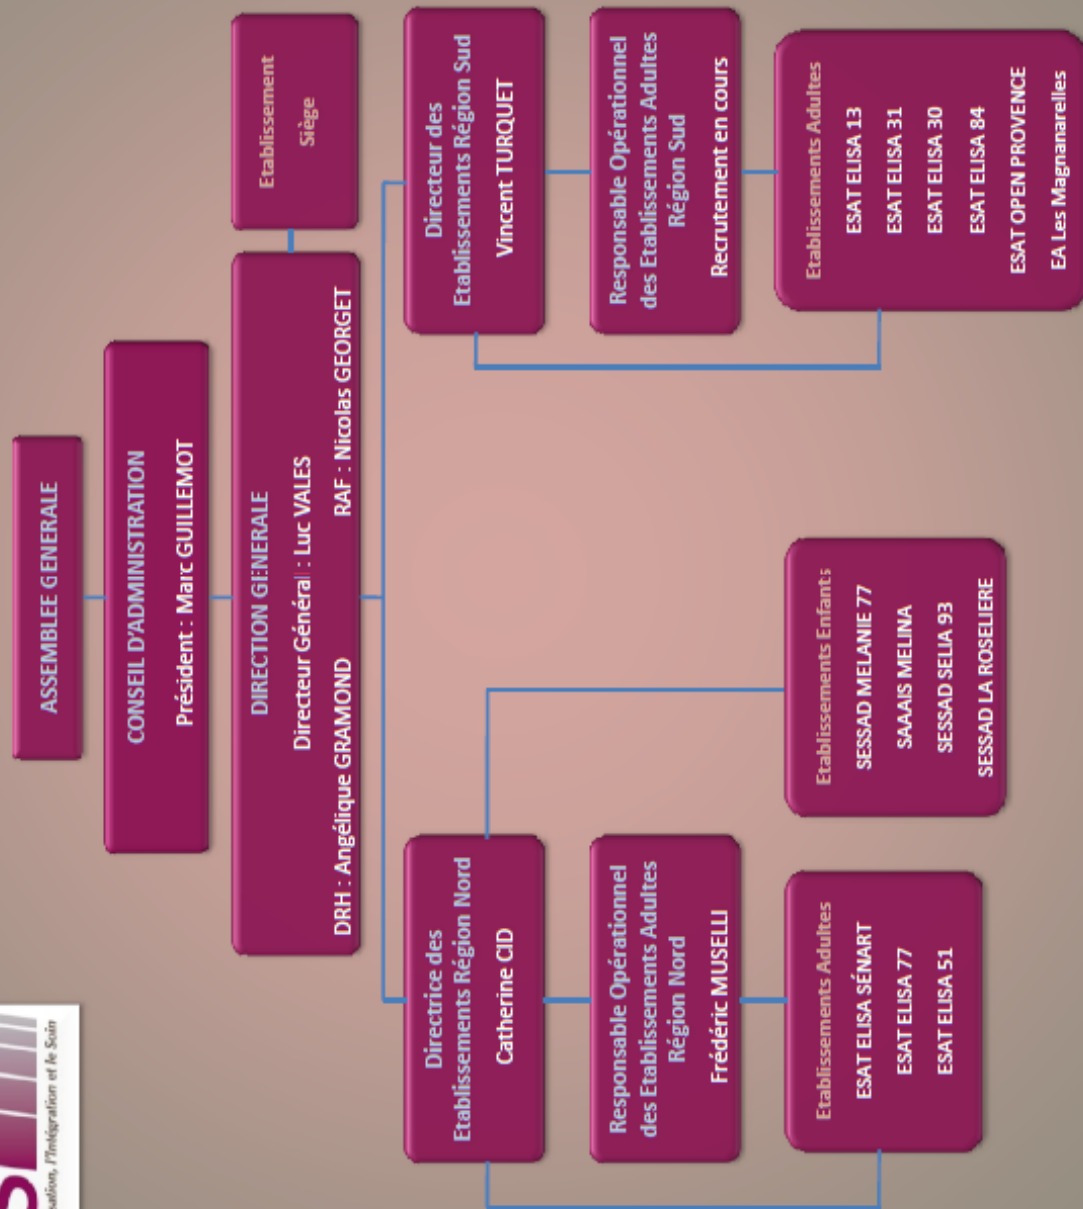 S
sation, l'Intégration et le Soin
ASSEMBLEE GENERALE
CONSEIL D'ADMINISTRATION
Président : Marc GUILLEMOT
DIRECTION GENERALE
Directeur Général : Luc VALES
DRH : Angélique GRAMOND RAF : Nicolas GEORGET
Etablissement
Siège
Directrice des
Etablissements Région Nord
Catherine CID
Directeur des
Etablissements Région Sud
Vincent TURQUET
Responsable Opérationnel
des Etablissements Adultes
Région Nord
Frédéric MUSELLI
Responsable Opérationnel
des Etablissements Adultes
Région Sud
Recrutement en cours
Etablissements Adultes
ESAT ELISA SÉNART
ESAT ELISA 77
ESAT ELISA 51
Etablissements Enfants
SESSAD MELANIE 77
SAAAIS MELINA
SESSAD SELIA 93
SESSAD LA ROSELIERE
Etablissements Adultes
ESAT ELISA 13
ESAT ELISA 31
ESAT ELISA 30
ESAT ELISA 84
ESAT OPEN PROVENCE
EA Les Magnanarelles